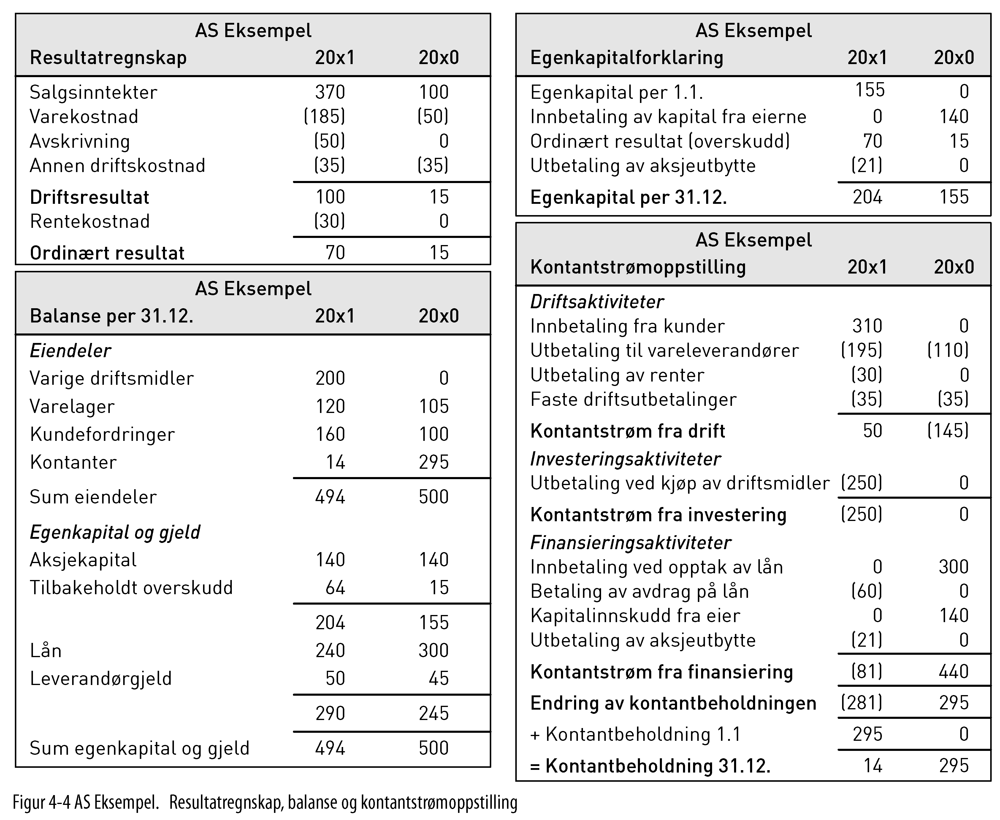 AS Eksempel
Resultatregnskap 20x1 20x0
Salgsinntekter 370 100
Varekostnad (185) (50)
Avskrivning (50) 0
Annen driftskostnad (35) (35)
Driftsresultat 100 15
Rentekostnad (30) 0
Ordinært resultat 70 15
AS Eksempel
Balanse per 31.12. 20x1 20x0
Eiendeler
Varige driftsmidler 200 0
Varelager 120 105
Kundefordringer 160 100
Kontanter 14 295
Sum eiendeler 494 500
Egenkapital og gjeld
Aksjekapital 140 140
Tilbakeholdt overskudd 64 15
204 155
Lån 240 300
Leverandørgjeld 50 45
290 245
Sum egenkapital og gjeld 494 500
AS Eksempel
Egenkapitalforklaring 20x1 20x0
Egenkapital per 1.1. 155 0
Innbetaling av kapital fra eierne 0 140
Ordinært resultat (overskudd) 70 15
Utbetaling av aksjeutbytte (21) 0
Egenkapital per 31.12. 204 155
AS Eksempel
Kontantstrømoppstilling 20x1 20x0
Driftsaktiviteter
Innbetaling fra kunder 310 0
Utbetaling til vareleverandører (195) (110)
Utbetaling av renter (30) 0
Faste driftsutbetalinger (35) (35)
Kontantstrøm fra drift 50 (145)
Investeringsaktiviteter
Utbetaling ved kjøp av driftsmidler (250) 0
Kontantstrøm fra investering (250) 0
Finansieringsaktiviteter
Innbetaling ved opptak av lån 0 300
Betaling av avdrag på lån (60) 0
Kapitalinnskudd fra eier 0 140
Utbetaling av aksjeutbytte (21) 0
Kontantstrøm fra finansiering (81) 440
Endring av kontantbeholdningen (281) 295
+ Kontantbeholdning 1.1 295 0
= Kontantbeholdning 31.12. 14 295
Figur 4-4 AS Eksempel. Resultatregnskap, balanse og kontantstrømoppstilling